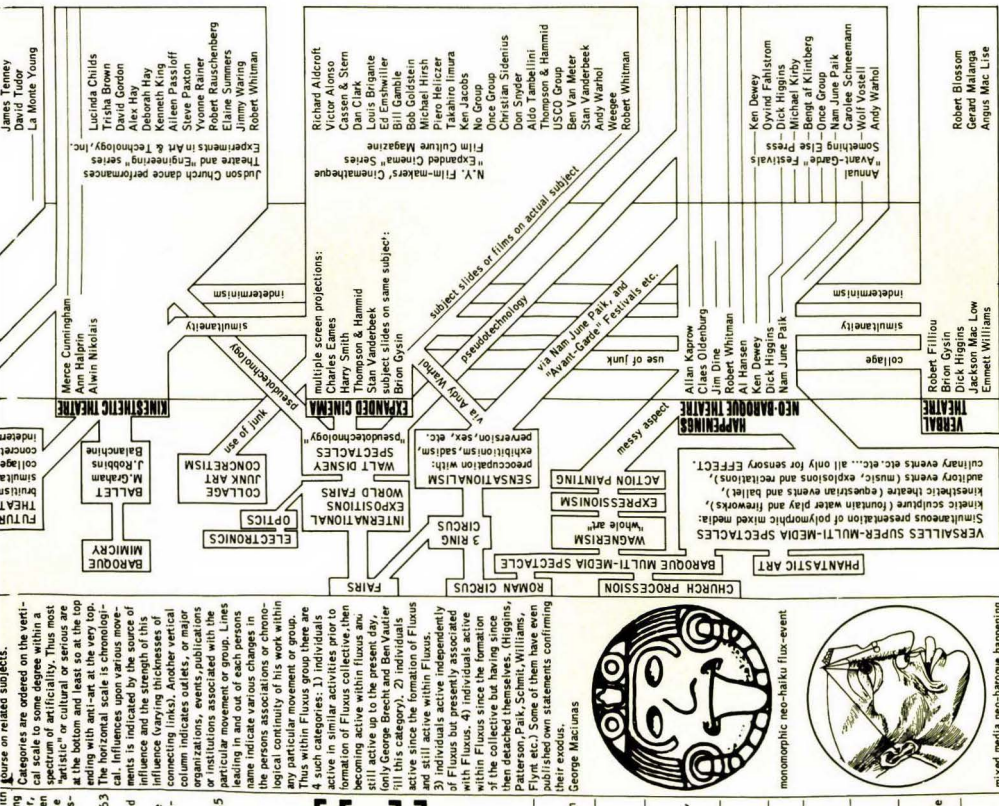 course on related subjects.
Categories are ordered on the verti-
cal scale to some degree within a
spectrum of artificiality. Thus most
"artistic" or cultural or serious are
at the bottom and least so at the top
ending with anti-art at the very top.
The horizontal scale is chronologi-
cal. Influences upon various move-
ments is indicated by the source of
influence and the strength of this
influence (varying thicknesses of
connecting links). Another vertical
column indicates outlets, or major
organizations, events, publications
or institutions associated with the
particular movement or group. Lines
leading in and out of each persons
name indicate various changes in
the persons associations or chrono-
logical continuity of his work within
any particular movement or group.
Thus within Fluxus group there are
4 such categories: 1) individuals
active in similar activities prior to
formation of Fluxus collective, then
becoming active within fluxus and
still active up to the present day,
(only George Brecht and Ben Vautier
fill this category). 2) individuals
active since the formation of Fluxus
and still active within Fluxus.
3) individuals active independently
of Fluxus but presently associated
with Fluxus. 4) individuals active
within Fluxus since the formation
of the collective but having since
then detached themselves. (Higgins,
Patterson, Paik, Schmit, Williams,
Flynt etc.) Some of them have even
published own statements confirming
their exodus.
George Maciunas
monomorphic neo-haiku flux-event
mixed media neo-baroque happening
BAROQUE
MIMICRY
BALLET
M.Graham
J.Robbins
Balanchine
KINESTHETIC THEATRE
Merce Cunningham
Ann Halprin
Alwin Nikolais
James Tenney
David Tudor
La Monte Young
Judson Church dance performances
Theatre and "Engineering" series
Experiments in Art & Technology, Inc.
Lucinda Childs
Trisha Brown
David Gordon
Alex Hay
Deborah Hay
Kenneth King
Aileen Passloff
Steve Paxton
Yvonne Rainer
Robert Rauschenberg
Elaine Summers
Jimmy Waring
Robert Whitman
indeterminism
simultaneity
pseudotechnology
use of junk
COLLAGE
JUNK ART
CONCRETISM
ELECTRONICS
OPTICS
FAIRS
INTERNATIONAL
EXPOSITIONS
WORLD FAIRS
WALT DISNEY
SPECTACLES
"pseudotechnology"
pseudotechnology
EXPANDED CINEMA
multiple screen projections:
Charles Eames
Harry Smith
Thompson & Hammid
Stan Vanderbeek
subject slides on same subject:
Brion Gysin
N.Y. Film-makers' Cinematheque
"Expanded Cinema" Series
Film Culture Magazine
Richard Aldcroft
Victor Alonso
Cassen & Stern
Dan Clark
Louis Brigante
Ed Emshwiller
Bill Gamble
Bob Goldstein
Michael Hirsh
Piero Heliczer
Takahiro Iimura
Ken Jacobs
No Group
Once Group
Christian Sidenius
Don Snyder
Aldo Tambellini
Thompson & Hammid
USCO Group
Ben Van Meter
Stan Vanderbeek
Andy Warhol
Weegee
Robert Whitman
ROMAN CIRCUS
3 RING
CIRCUS
SENSATIONALISM
preoccupation with:
exhibitionism, sadism,
perversion, sex, etc.
via Andy Warhol
subject slides or films on actual subject
pseudotechnology
via Nam June Paik, and
"Avant-Garde" Festivals etc.
use of junk
CHURCH PROCESSION
BAROQUE MULTI-MEDIA SPECTACLE
WAGNERISM
"whole art"
EXPRESSIONISM
ACTION PAINTING
messy aspect
PHANTASTIC ART
VERSAILLES SUPER-MULTI-MEDIA SPECTACLES
Simultaneous presentation of polymorphic mixed media:
kinetic sculpture (fountain water play and fireworks),
kinesthetic theatre (equestrian events and ballet),
auditory events (music, explosions and recitations),
culinary events etc, etc... all only for sensory EFFECT.
HAPPENINGS
NEO-BAROQUE THEATRE
Allan Kaprow
Claes Oldenburg
Jim Dine
Robert Whitman
Al Hansen
Ken Dewey
Dick Higgins
Nam June Paik
Annual
"Avant-Garde" Festivals
Something Else Press
Ken Dewey
Oyvind Fahlstrom
Dick Higgins
Michael Kirby
Bengt af Klintberg
Once Group
Nam June Paik
Carolee Schneemann
Wolf Vostell
Andy Warhol
indeterminism
simultaneity
collage
VERBAL
THEATRE
Robert Filliou
Brion Gysin
Dick Higgins
Jackson Mac Low
Emmett Williams
Robert Blossom
Gerard Malanga
Angus Mac Lise